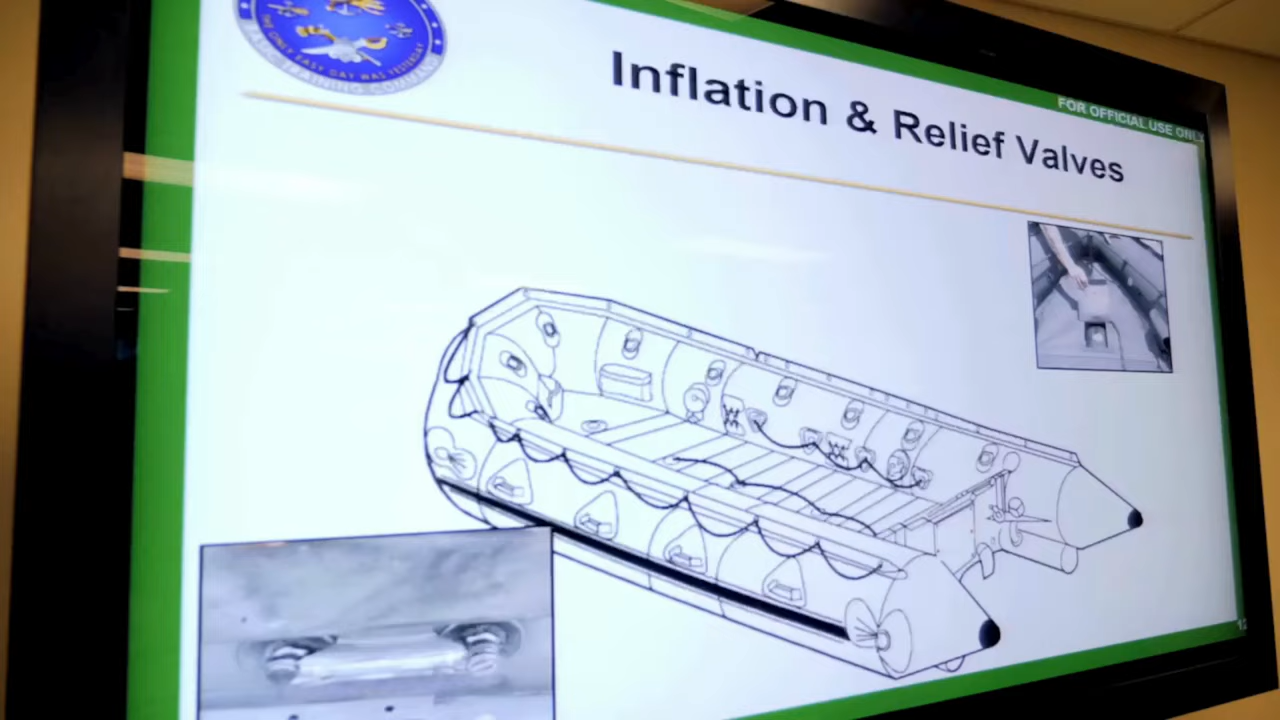 THE ONLY EASY DAY WAS YESTERDAY
Inflation & Relief Valves
FOR OFFICIAL USE ONLY